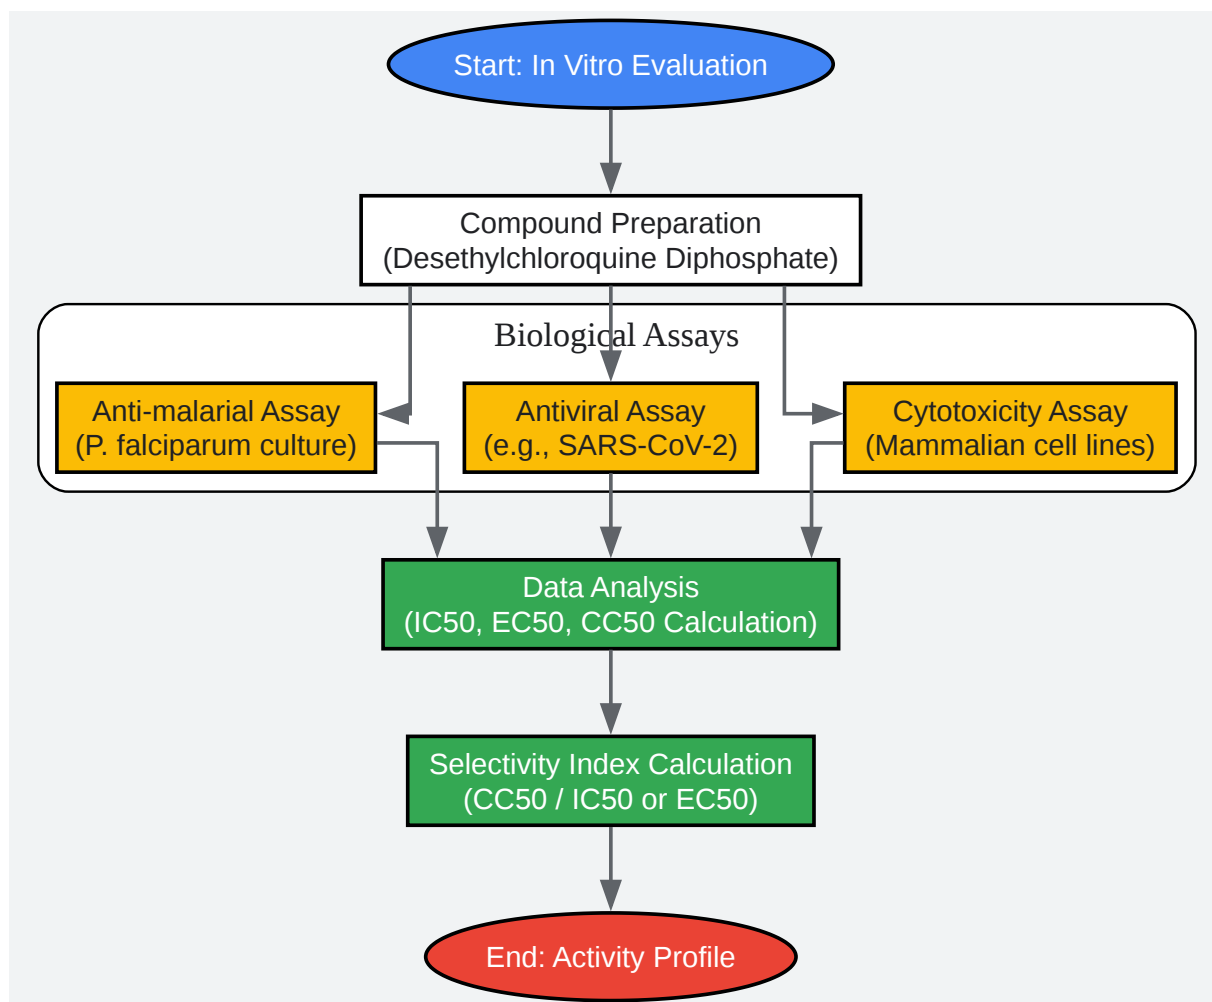 Start: In Vitro Evaluation
Compound Preparation
(Desethylchloroquine Diphosphate)
Biological Assays
Anti-malarial Assay
(P. falciparum culture)
Antiviral Assay
(e.g., SARS-CoV-2)
Cytotoxicity Assay
(Mammalian cell lines)
Data Analysis
(IC50, EC50, CC50 Calculation)
Selectivity Index Calculation
(CC50 / IC50 or EC50)
End: Activity Profile